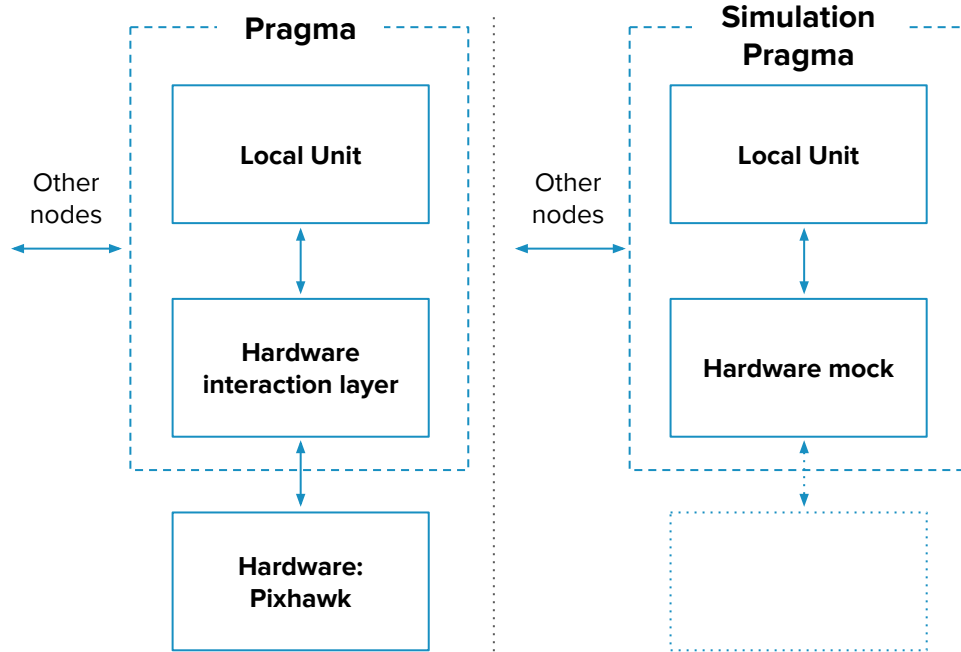 Pragma
Local Unit
Other
nodes
Hardware
interaction layer
Hardware:
Pixhawk
Simulation
Pragma
Local Unit
Other
nodes
Hardware mock